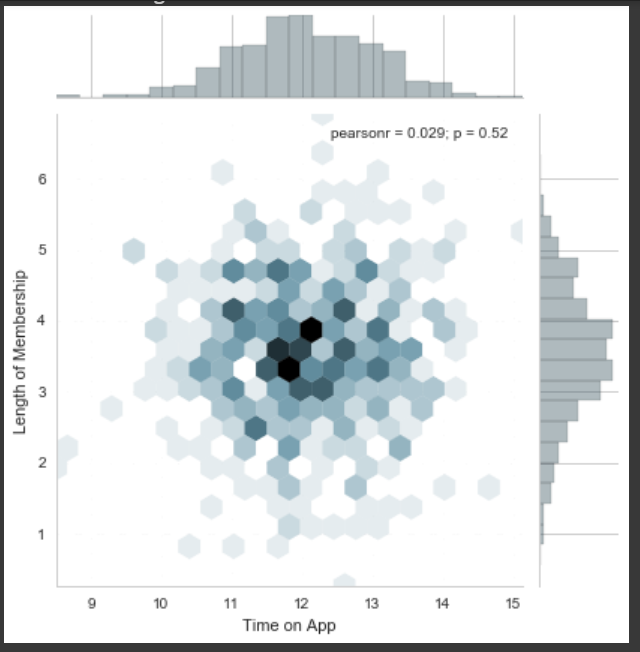 pearsonr = 0.029; p = 0.52
6
5
4
3
2
1
Length of Membership
9 10 11 12 13 14 15
Time on App